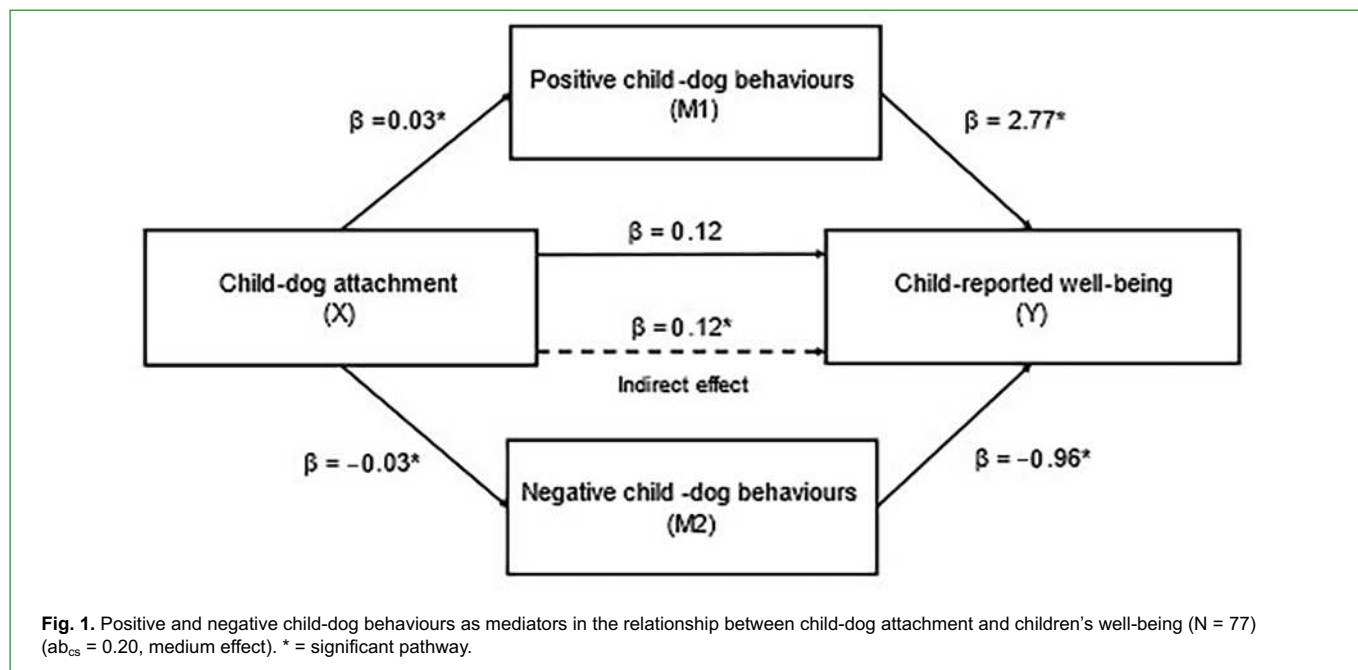 Positive child-dog behaviours
(M1)
β = 0.03*
β = 2.77*
β = 0.12
Child-dog attachment
(X)
Child-reported well-being
(Y)
β = 0.12*
Indirect effect
β = −0.03*
β = −0.96*
Negative child-dog behaviours
(M2)
Fig. 1. Positive and negative child-dog behaviours as mediators in the relationship between child-dog attachment and children’s well-being (N = 77)
(ab_cs = 0.20, medium effect). * = significant pathway.